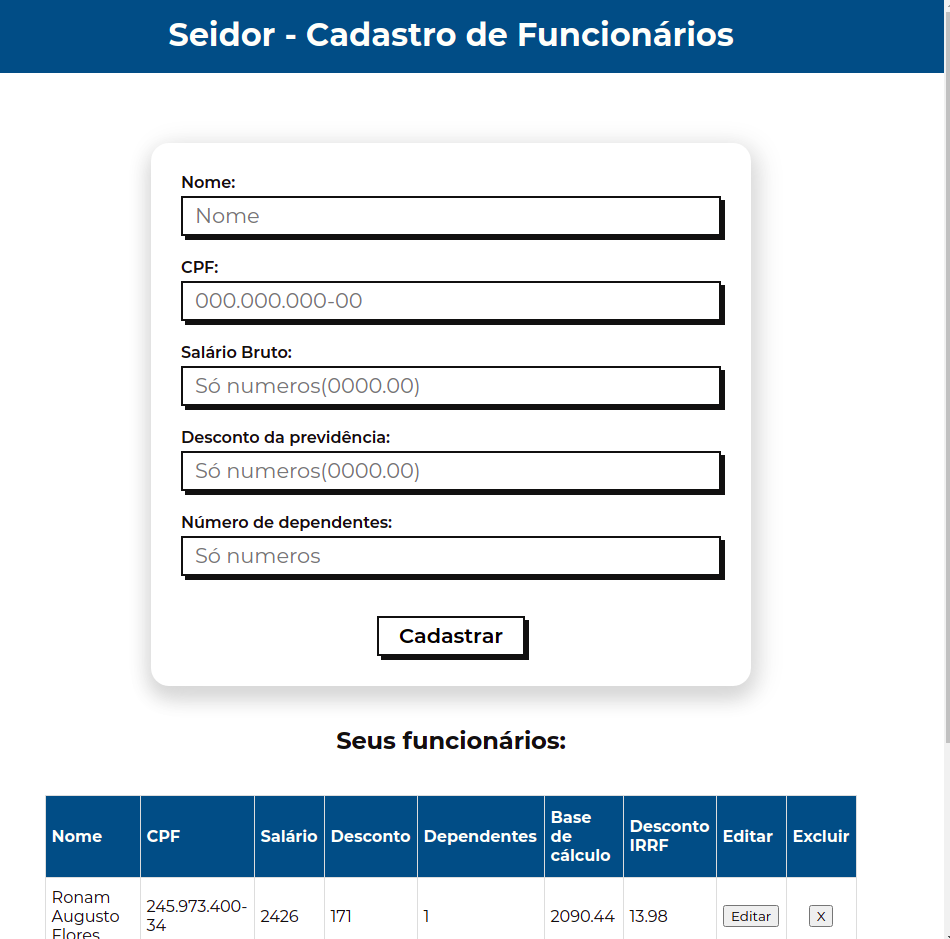 Seidor - Cadastro de Funcionários
Nome:
Nome
CPF:
000.000.000-00
Salário Bruto:
Só numeros(0000.00)
Desconto da previdência:
Só numeros(0000.00)
Número de dependentes:
Só numeros
Cadastrar
Seus funcionários:
Nome CPF Salário Desconto Dependentes Base de cálculo Desconto IRRF Editar Excluir
Ronam Augusto Flores 245.973.400-34 2426 171 1 2090.44 13.98 Editar X